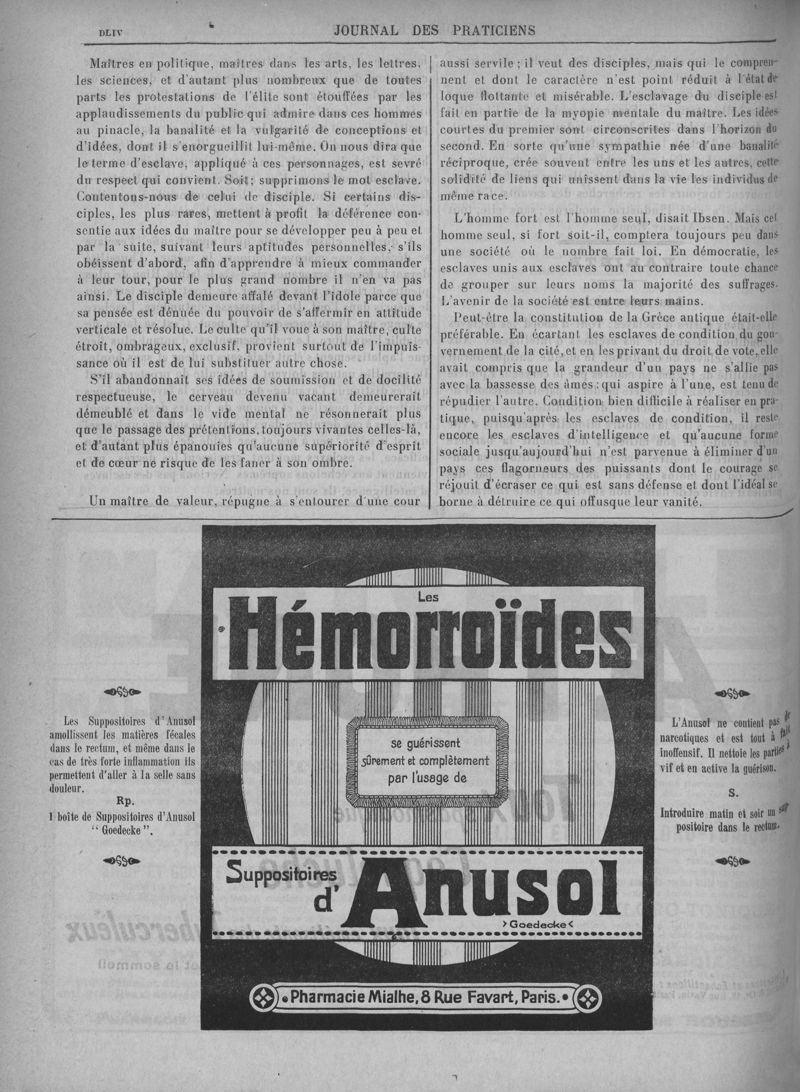 DLIV
JOURNAL DES PRATICIENS
Maîtres en politique, maîtres dans les arts, les lettres,
les sciences, et d'autant plus nombreux que de toutes
parts les protestations de l'élite sont étouffées par les
applaudissements du public qui admire dans ces hommes
au pinacle, la banalité et la vulgarité de conceptions et
d'idées, dont il s'enorgueillit lui-même. On nous dira que
le terme d'esclave, appliqué à ces personnages, est sevré
du respect qui convient. Soit; supprimons le mot esclave.
Contentons-nous de celui de disciple. Si certains dis-
ciples, les plus rares, mettent à profit la déférence con-
sentie aux idées du maître pour se développer peu à peu et
par la suite, suivant leurs aptitudes personnelles, s'ils
obéissent d'abord, afin d'apprendre à mieux commander
à leur tour, pour le plus grand nombre il n'en va pas
ainsi. Le disciple demeure affalé devant l'idole parce que
sa pensée est dénuée du pouvoir de s'affermir en attitude
verticale et résolue. Le culte qu'il voue à son maître, culte
étroit, ombrageux, exclusif, provient surtout de l'impuis-
sance où il est de lui substituer autre chose.
S'il abandonnait ses idées de soumission et de docilité
respectueuse, le cerveau devenu vacant demeurerait
démeublé et dans le vide mental ne résonnerait plus
que le passage des prétentions, toujours vivantes celles-là,
et d'autant plus épanouies qu'aucune supériorité d'esprit
et de cœur ne risque de les faner à son ombre.
Un maître de valeur, répugne à s'entourer d'une cour
aussi servile; il veut des disciples, mais qui le compren-
nent et dont le caractère n'est point réduit à l'état de
loque flottante et misérable. L'esclavage du disciple est
fait en partie de la myopie mentale du maître. Les idées
courtes du premier sont circonscrites dans l'horizon du
second. En sorte qu'une sympathie née d'une banalité
réciproque, crée souvent entre les uns et les autres, cette
solidité de liens qui unissent dans la vie les individus de
même race.
L'homme fort est l'homme seul, disait Ibsen. Mais cet
homme seul, si fort soit-il, comptera toujours peu dans
une société où le nombre fait loi. En démocratie, les
esclaves unis aux esclaves ont au contraire toute chance
de grouper sur leurs noms la majorité des suffrages.
L'avenir de la société est entre leurs mains.
Peut-être la constitution de la Grèce antique était-elle
préférable. En écartant les esclaves de condition du gou-
vernement de la cité, et en les privant du droit de vote, elle
avait compris que la grandeur d'un pays ne s'allie pas
avec la bassesse des âmes; qui aspire à l'une, est tenu de
répudier l'autre. Condition bien difficile à réaliser en pra-
tique, puisqu'après les esclaves de condition, il reste
encore les esclaves d'intelligence et qu'aucune forme
sociale jusqu'aujourd'hui n'est parvenue à éliminer d'un
pays ces flagorneurs des puissants dont le courage se
réjouit d'écraser ce qui est sans défense et dont l'idéal se
borne à détruire ce qui offusque leur vanité.
Les
Hémorroïdes
se guérissent
sûrement et complètement
par l'usage de
Suppositoires
d'Anusol
>Goedecke<
• Pharmacie Mialhe, 8 Rue Favart, Paris. •
Les Suppositoires d'Anusol
amollissent les matières fécales
dans le rectum, et même dans le
cas de très forte inflammation ils
permettent d'aller à la selle sans
douleur.
Rp.
1 boîte de Suppositoires d'Anusol
“ Goedecke ”.
L'Anusol ne contient pas de
narcotiques et est tout à fait
inoffensif. Il nettoie les parties à
vif et en active la guérison.
S.
Introduire matin et soir un sup-
positoire dans le rectum.